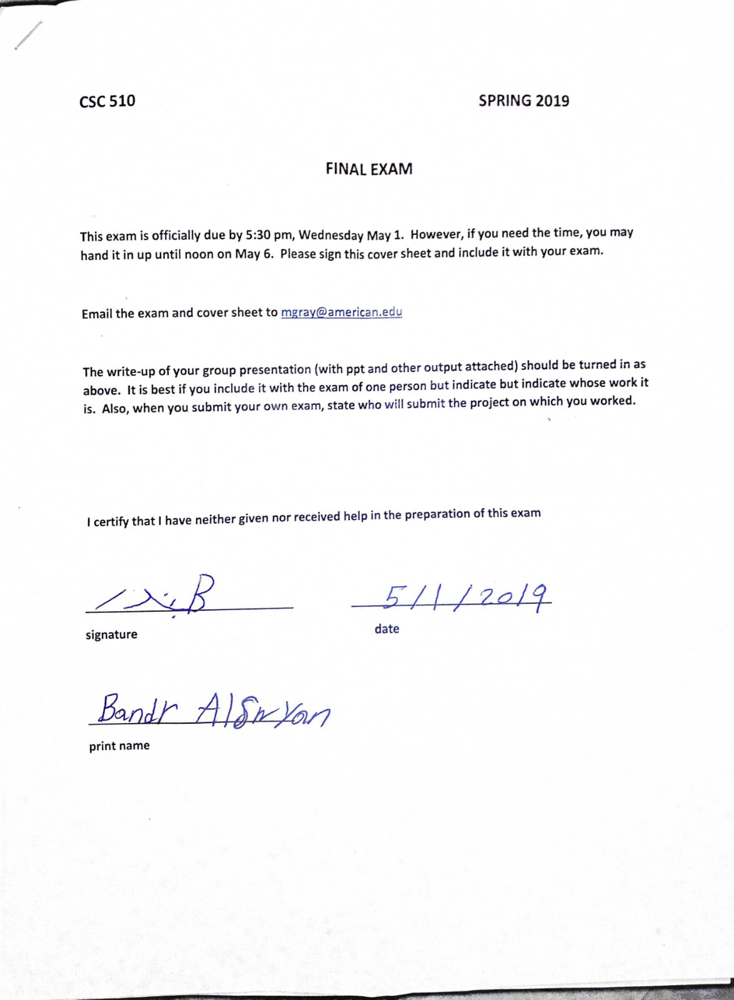 CSC 510 SPRING 2019
FINAL EXAM
This exam is officially due by 5:30 pm, Wednesday May 1. However, if you need the time, you may
hand it in up until noon on May 6. Please sign this cover sheet and include it with your exam.
Email the exam and cover sheet to mgray@american.edu
The write-up of your group presentation (with ppt and other output attached) should be turned in as
above. It is best if you include it with the exam of one person but indicate but indicate whose work it
is. Also, when you submit your own exam, state who will submit the project on which you worked.
I certify that I have neither given nor received help in the preparation of this exam
B 5/1/2019
signature date
Bandr
print name